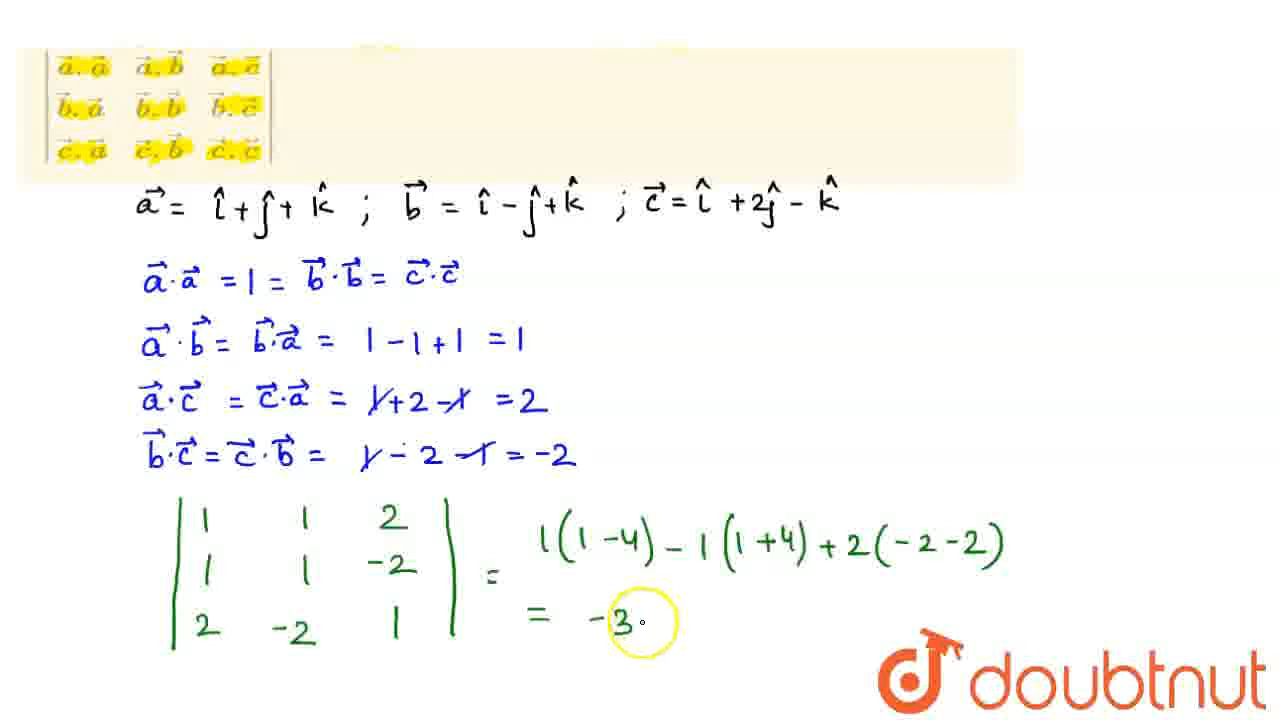 a⃗. a⃗ a⃗. b⃗ a⃗. c⃗
b⃗. a⃗ b⃗. b⃗ b⃗. c⃗
c⃗. a⃗ c⃗. b⃗ c⃗. c⃗
a⃗ = î + ĵ + k̂ ; b⃗ = î - ĵ + k̂ ; c⃗ = î + 2ĵ - k̂
a⃗·a⃗ = 1 = b⃗·b⃗ = c⃗·c⃗
a⃗·b⃗ = b⃗·a⃗ = 1 - 1 + 1 = 1
a⃗·c⃗ = c⃗·a⃗ = 1 + 2 - 1 = 2
b⃗·c⃗ = c⃗·b⃗ = 1 - 2 - 1 = -2
| 1 1 2 |
| 1 1 -2 | = 1(1-4) - 1(1+4) + 2(-2-2)
| 2 -2 1 | = -3
doubtnut